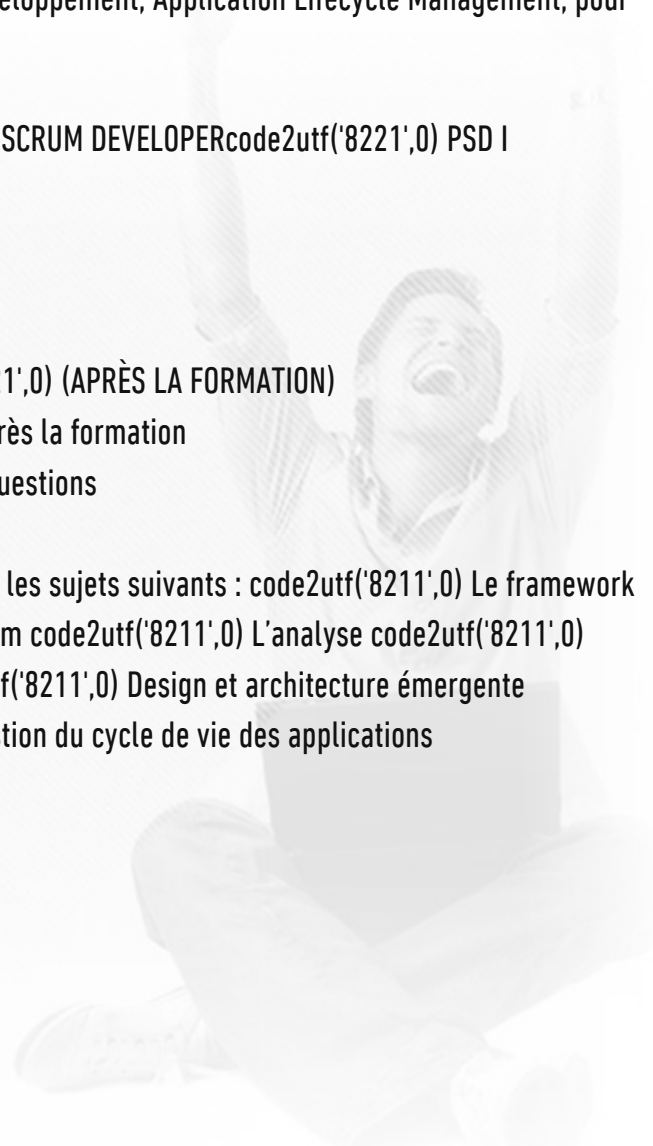 eloppement, Application Lifecycle Management, pour
SCRUM DEVELOPERcode2utf('8221',0) PSD I
1',0) (APRÈS LA FORMATION)
rès la formation
uestions
les sujets suivants : code2utf('8211',0) Le framework
m code2utf('8211',0) L’analyse code2utf('8211',0)
f('8211',0) Design et architecture émergente
stion du cycle de vie des applications